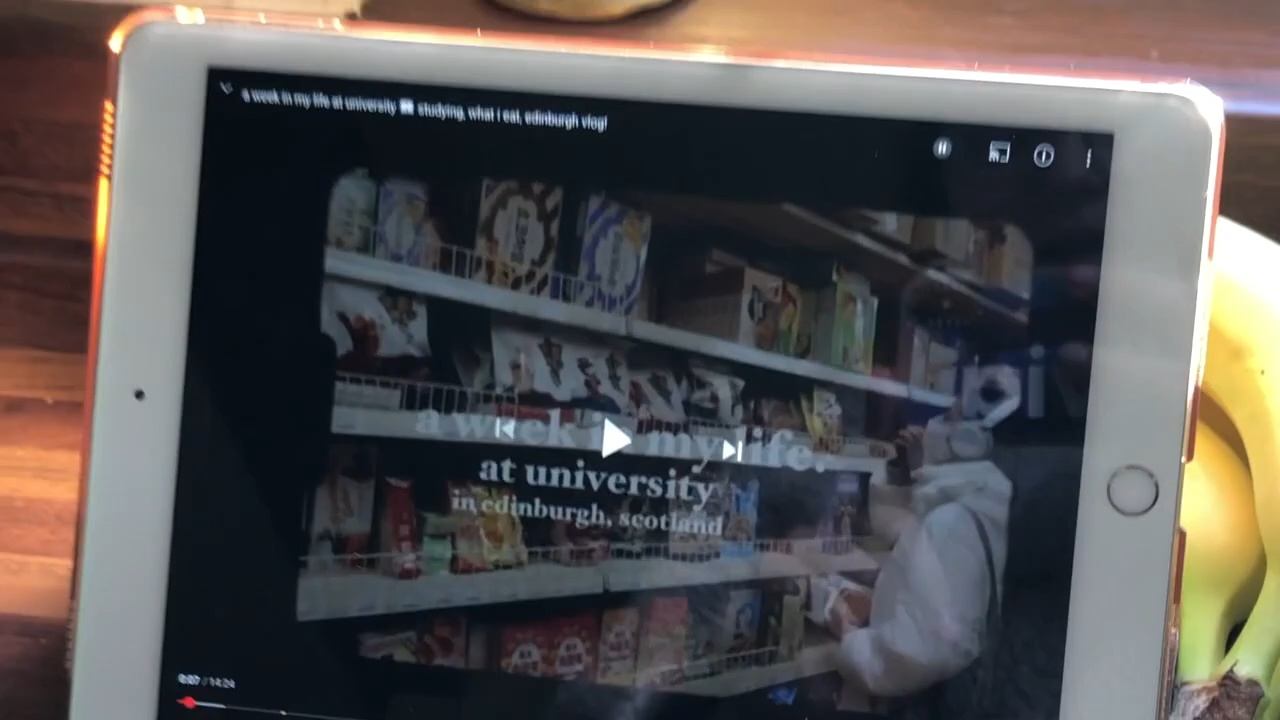 a week in my life at university 📖 studying, what i eat, edinburgh vlog!
a week in my life.
at university
in edinburgh, scotland
0:07 / 14:24